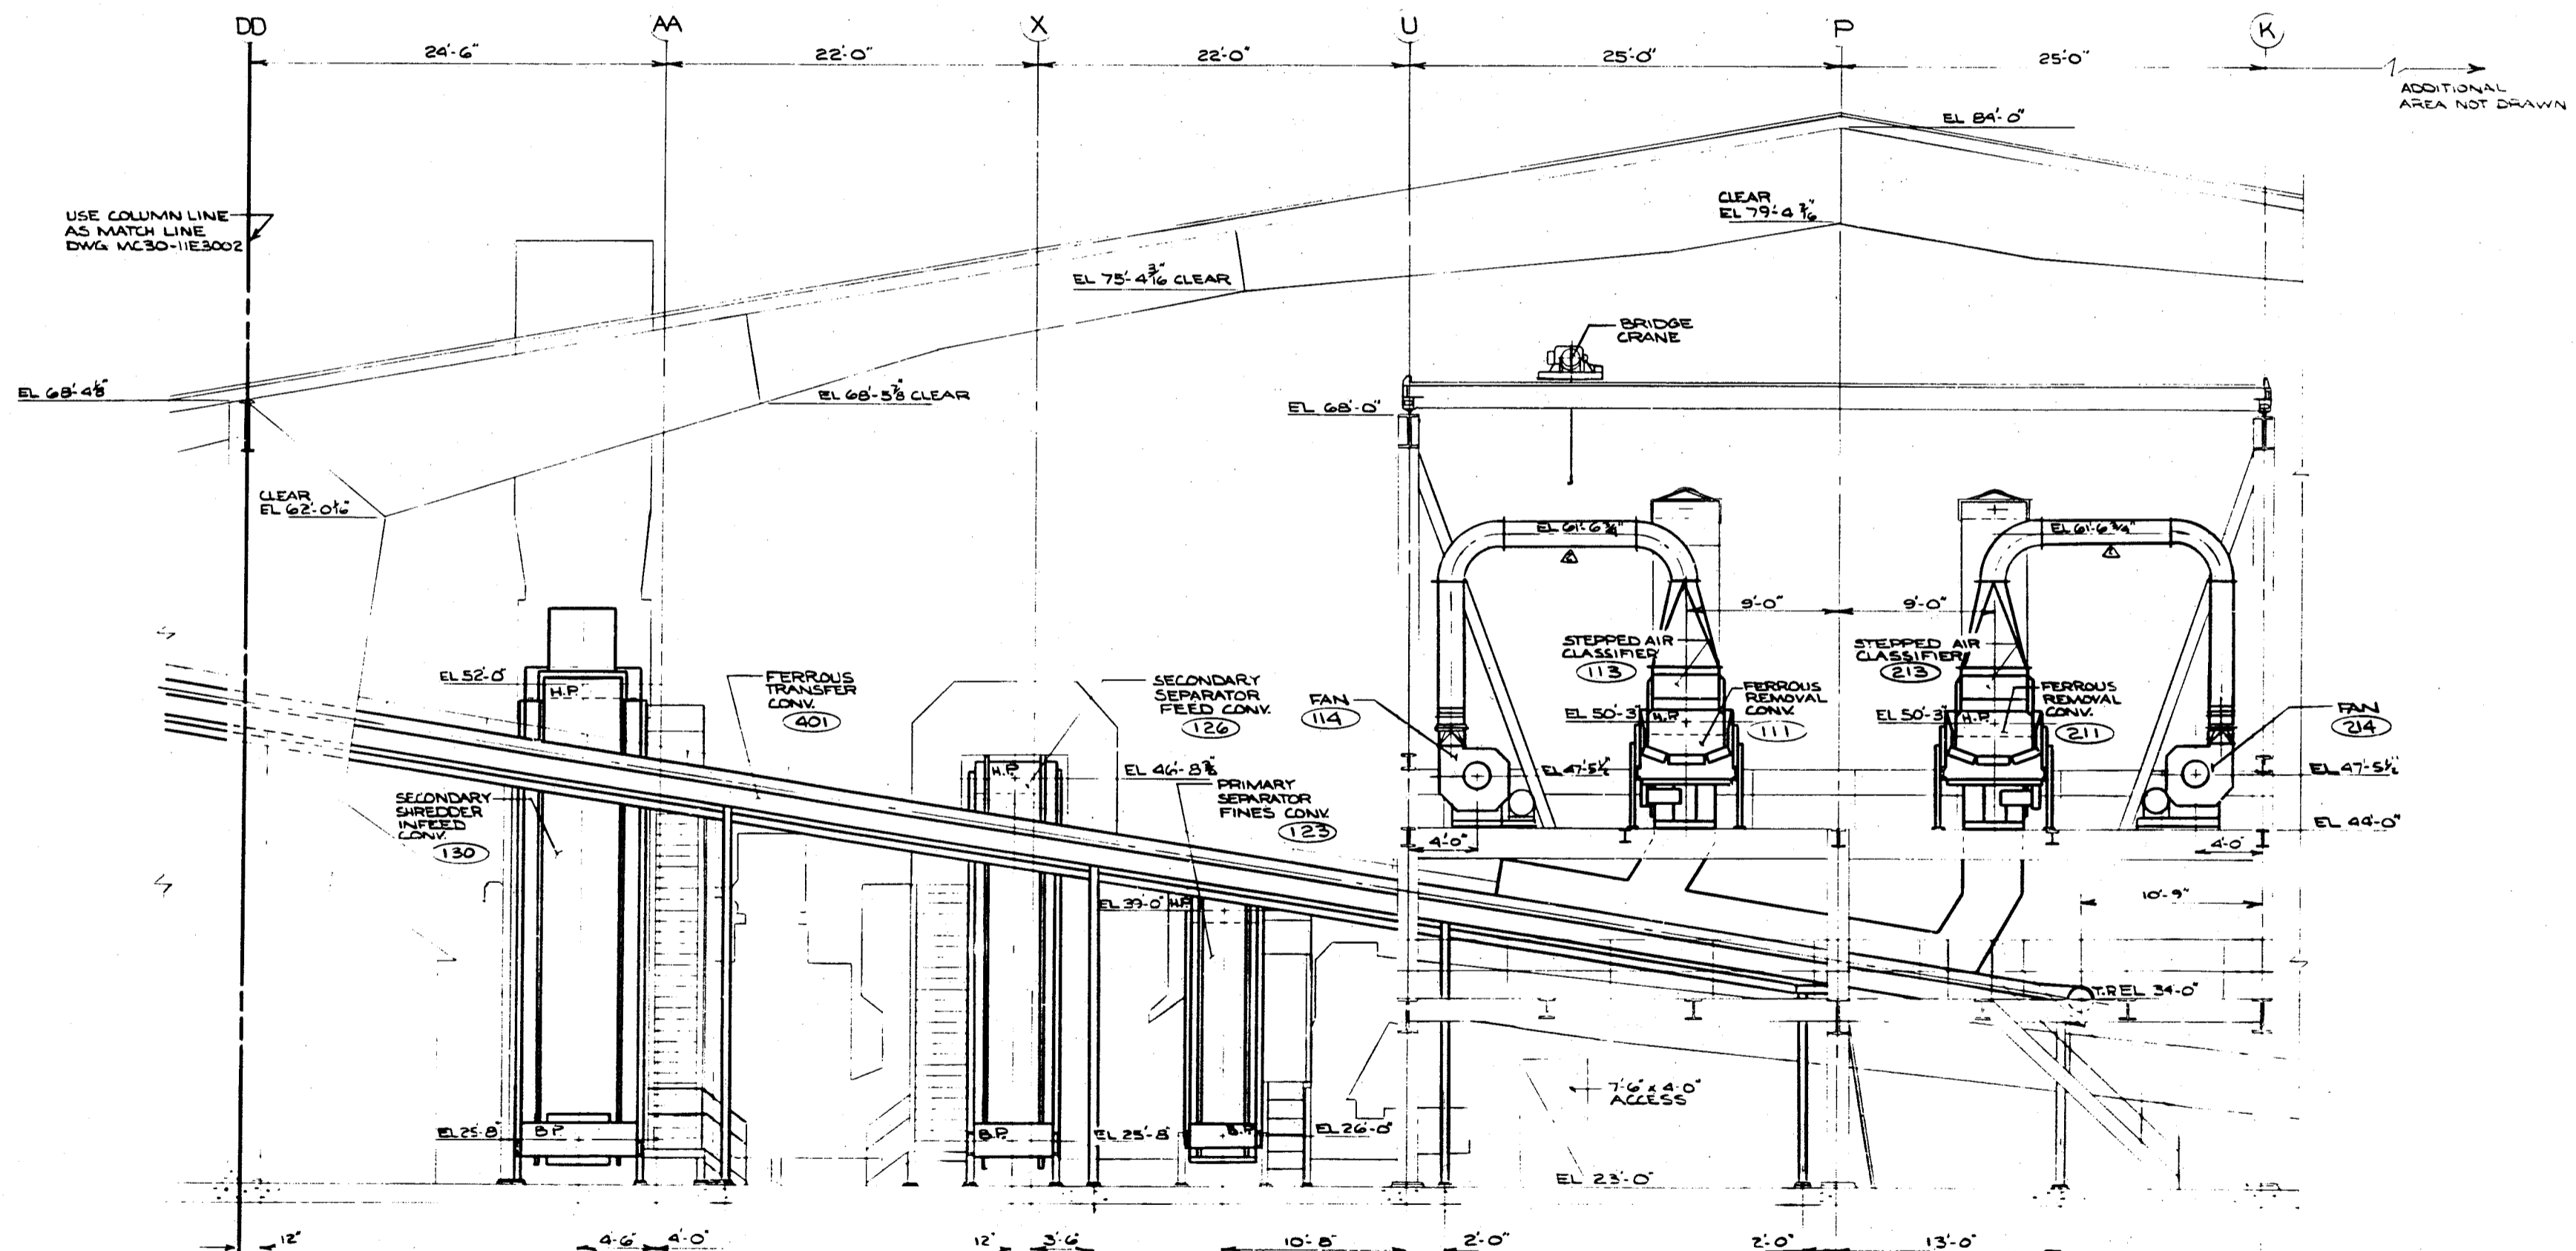 DD
AA
X
U
P
K
24'-6"
22'-0"
22'-0"
25'-0"
25'-0"
ADDITIONAL
AREA NOT DRAWN
EL 84'-0"
USE COLUMN LINE
AS MATCH LINE
DWG MC30-11E3002
CLEAR
EL 79'-4 7/16"
EL 75'-4 3/16" CLEAR
BRIDGE
CRANE
EL 68'-4 1/8"
EL 68'-5 7/8" CLEAR
EL 68'-0"
CLEAR
EL 62'-0 1/16"
EL 61'-6 3/4"
EL 61'-6 3/4"
9'-0"
9'-0"
STEPPED AIR
CLASSIFIER
113
STEPPED AIR
CLASSIFIER
213
EL 52'-0"
H.P.
FERROUS
TRANSFER
CONV.
401
SECONDARY
SEPARATOR
FEED CONV.
126
FAN
114
FERROUS
REMOVAL
CONV.
111
FERROUS
REMOVAL
CONV.
211
FAN
214
EL 50'-3"
H.P.
EL 50'-3"
H.P.
H.P.
EL 46'-8 3/8"
EL 47'-5 1/2"
EL 47'-5 1/2"
SECONDARY
SHREDDER
INFEED
CONV.
130
PRIMARY
SEPARATOR
FINES CONV.
123
EL 44'-0"
4'-0"
4'-0"
EL 39'-0"
H.P.
10'-9"
T.P. EL 34'-0"
7'-6" x 4'-0"
ACCESS
EL 25'-8"
B.P.
B.P.
EL 25'-8"
B.P.
EL 26'-0"
EL 23'-0"
12"
4'-6"
4'-0"
12"
3'-6"
10'-8"
2'-0"
2'-0"
13'-0"